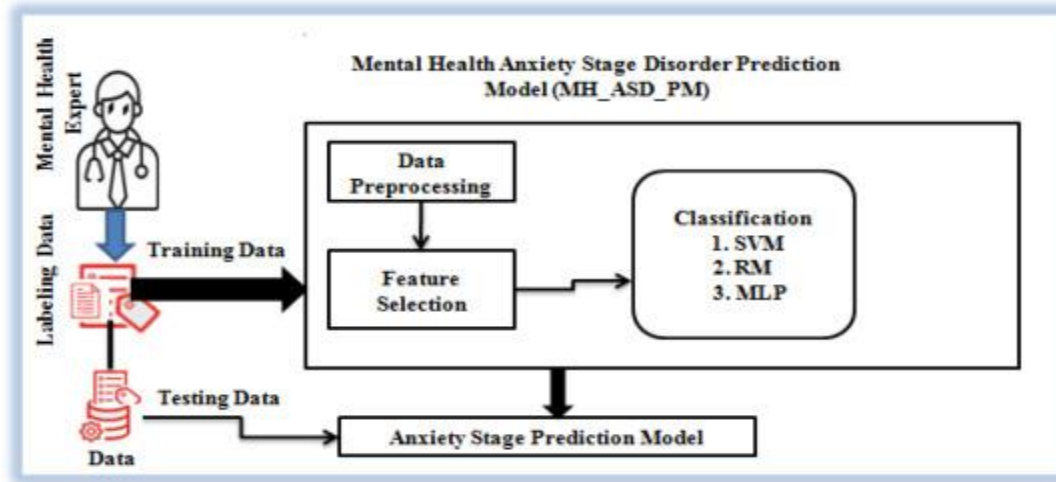 Mental Health
Expert
Mental Health Anxiety Stage Disorder Prediction
Model (MH_ASD_PM)
Data
Preprocessing
Classification
1. SVM
2. RM
3. MLP
Labeling Data
Training Data
Feature
Selection
Testing Data
Anxiety Stage Prediction Model
Data